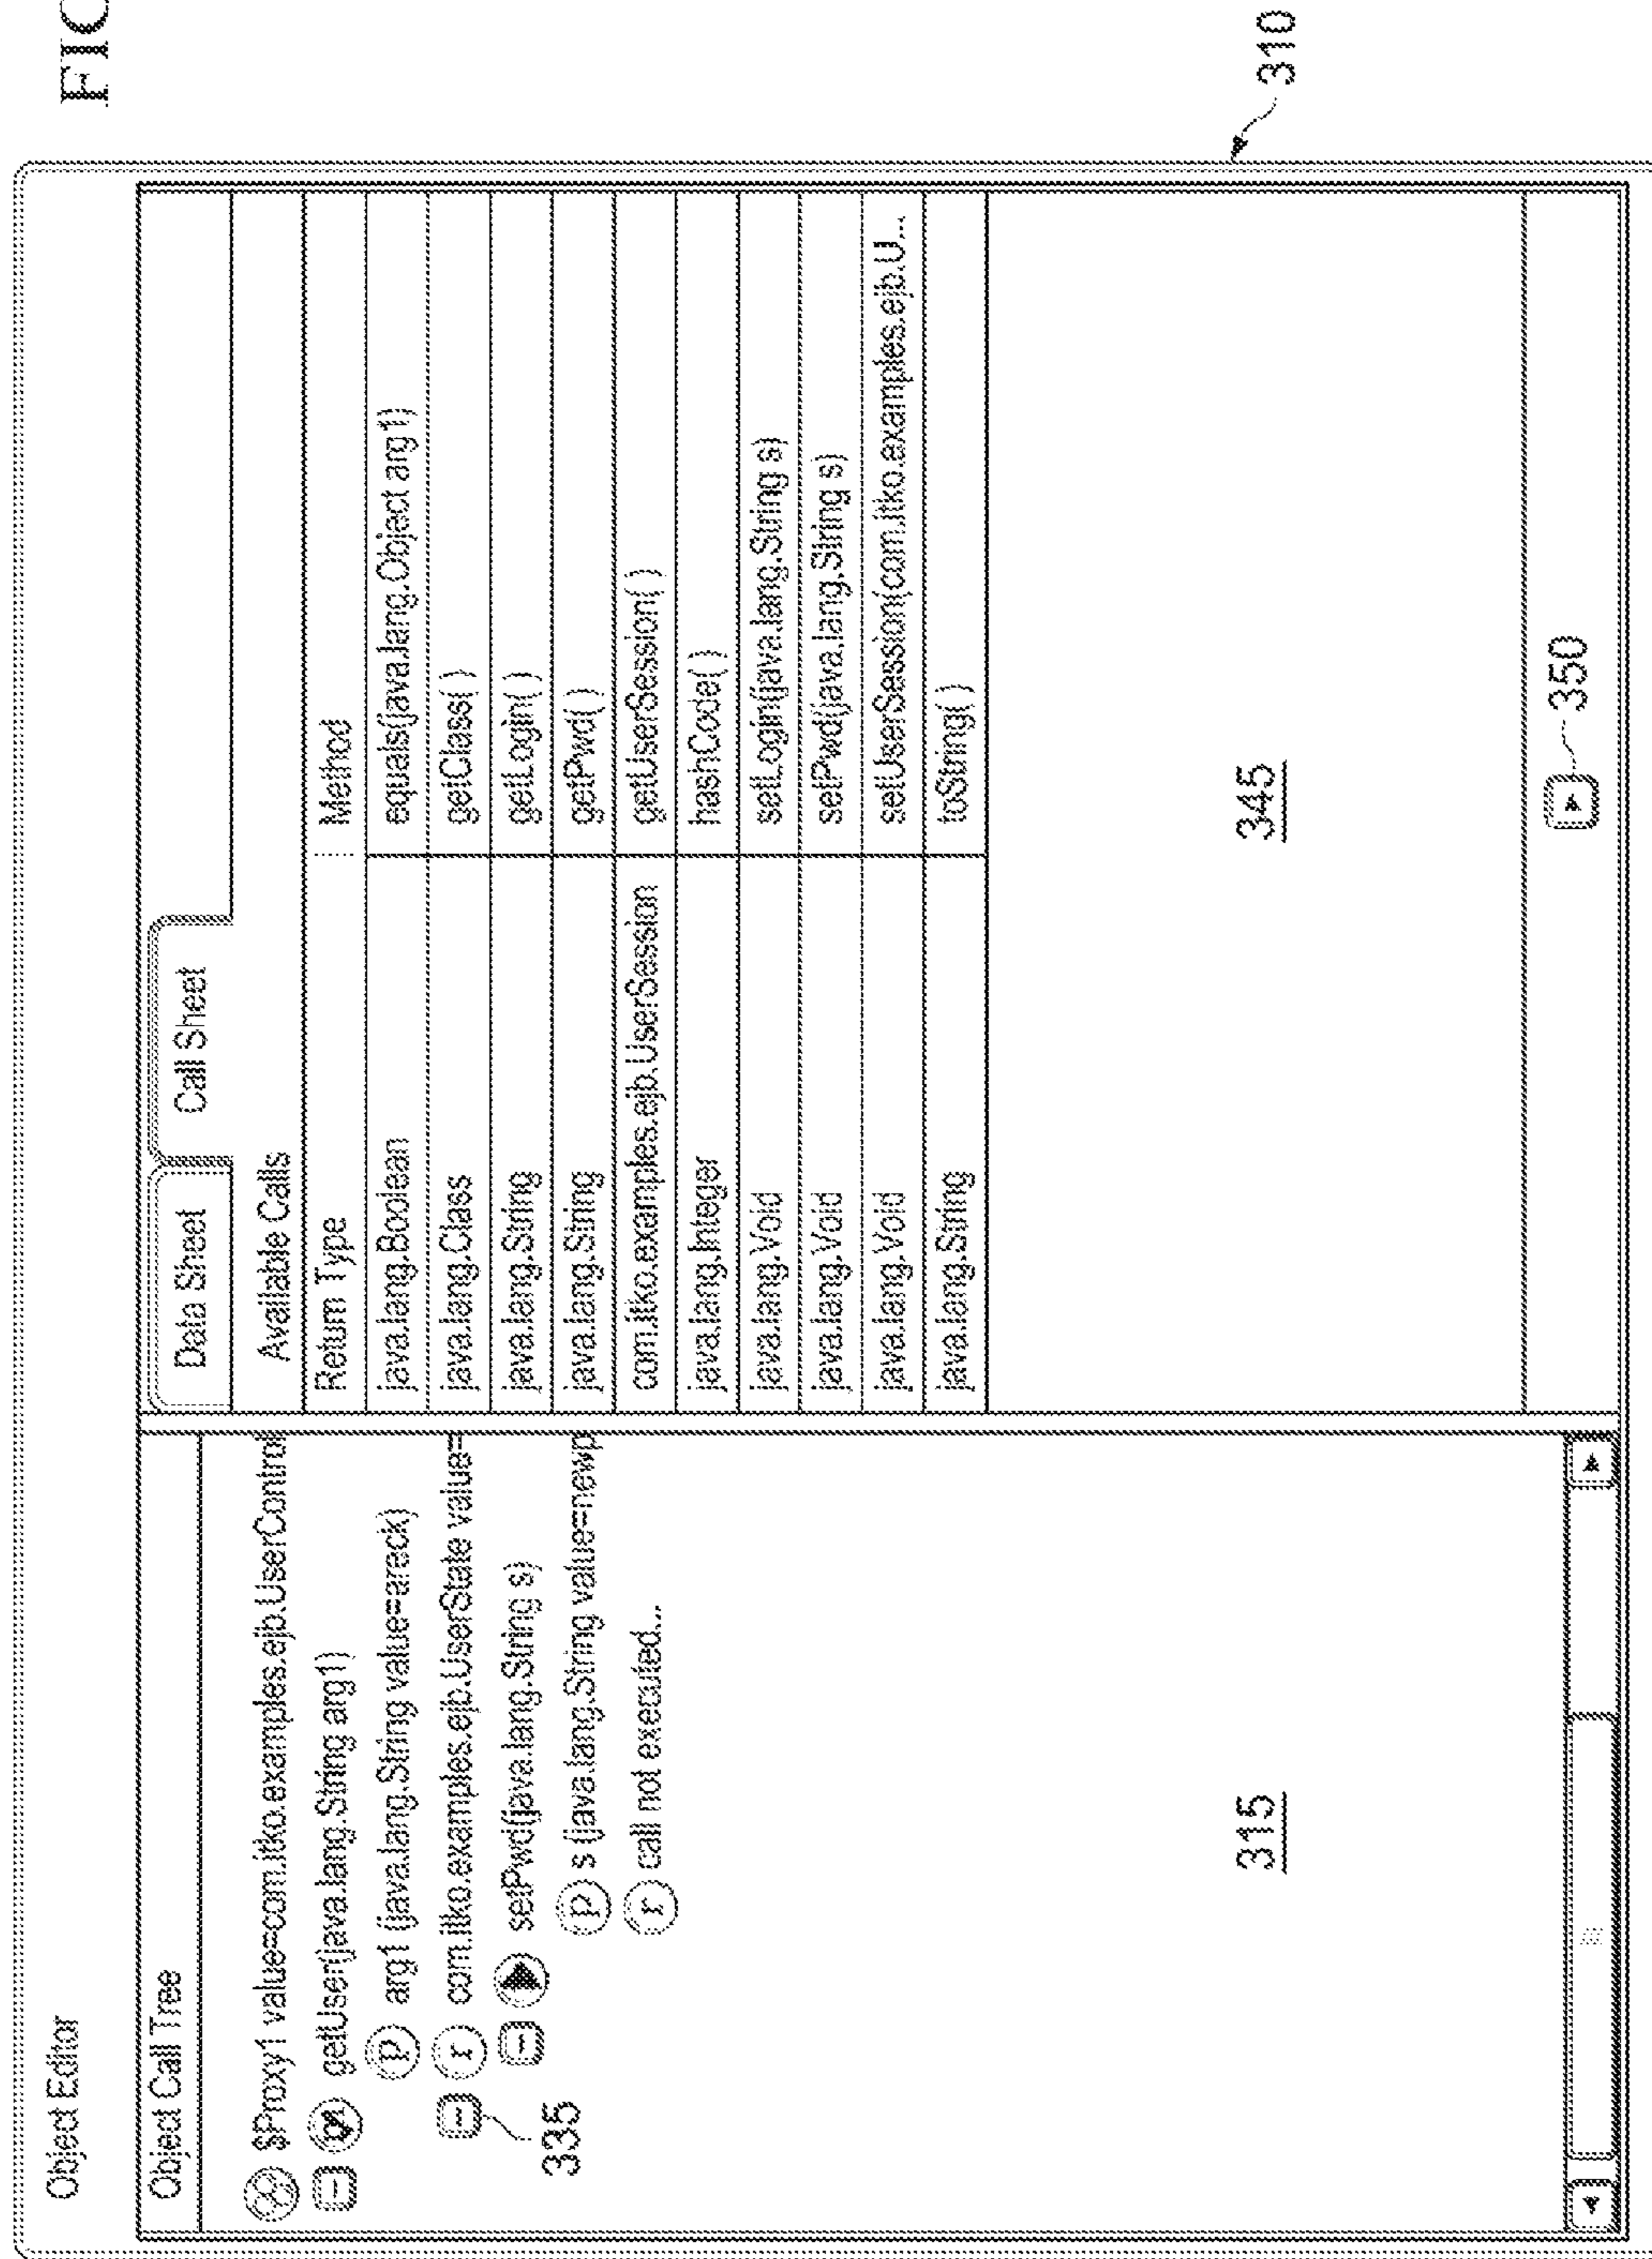 FIG
310
Object Editor
Object Call Tree
$Proxy1 value=com.itko.examples.ejb.UserControl
getUser(java.lang.String arg1)
p arg1 (java.lang.String value=areck)
r com.itko.examples.ejb.UserState value=
setPwd(java.lang.String s)
p s (java.lang.String value=newp
r call not executed...
335
315
Data Sheet Call Sheet
Available Calls
Return Type Method
java.lang.Boolean equals(java.lang.Object arg1)
java.lang.Class getClass( )
java.lang.String getLogin( )
java.lang.String getPwd( )
com.itko.examples.ejb.UserSession getUserSession( )
java.lang.Integer hashCode( )
java.lang.Void setLogin(java.lang.String s)
java.lang.Void setPwd(java.lang.String s)
java.lang.Void setUserSession(com.itko.examples.ejb.U...
java.lang.String toString( )
345
350